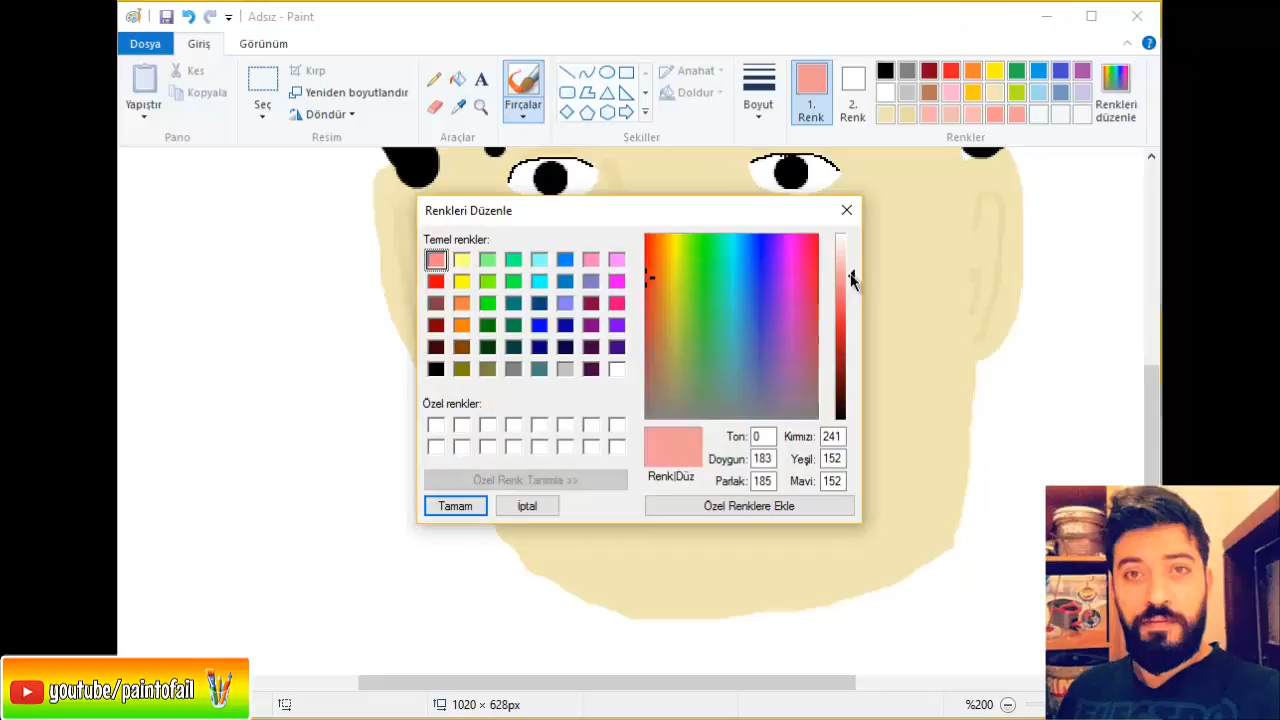 Adsız - Paint
Dosya Giriş Görünüm
Yapıştır
Kes
Kopyala
Pano
Seç
Kırp
Yeniden boyutlandır
Döndür
Resim
A
Araçlar
Fırçalar
Şekiller
Anahat
Doldur
Boyut
1.
Renk
2.
Renk
Renkleri
düzenle
Renkler
Renkleri Düzenle
Temel renkler:
Özel renkler:
Özel Renk Tanımla >>
Tamam İptal
Renk|Düz
Ton: 0 Kırmızı: 241
Doygun: 183 Yeşil: 152
Parlak: 185 Mavi: 152
Özel Renklere Ekle
youtube/paintofail
1020 × 628px
%200